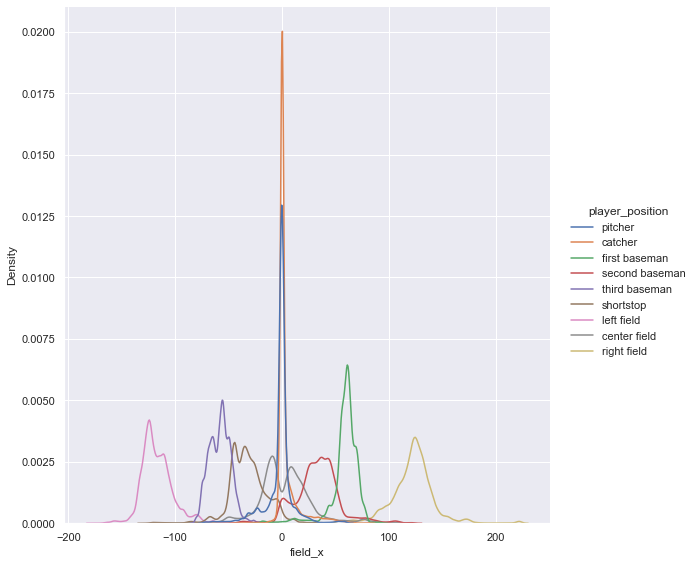 0.0200
0.0175
0.0150
0.0125
0.0100
0.0075
0.0050
0.0025
0.0000
Density
−200
−100
0
100
200
field_x
player_position
pitcher
catcher
first baseman
second baseman
third baseman
shortstop
left field
center field
right field